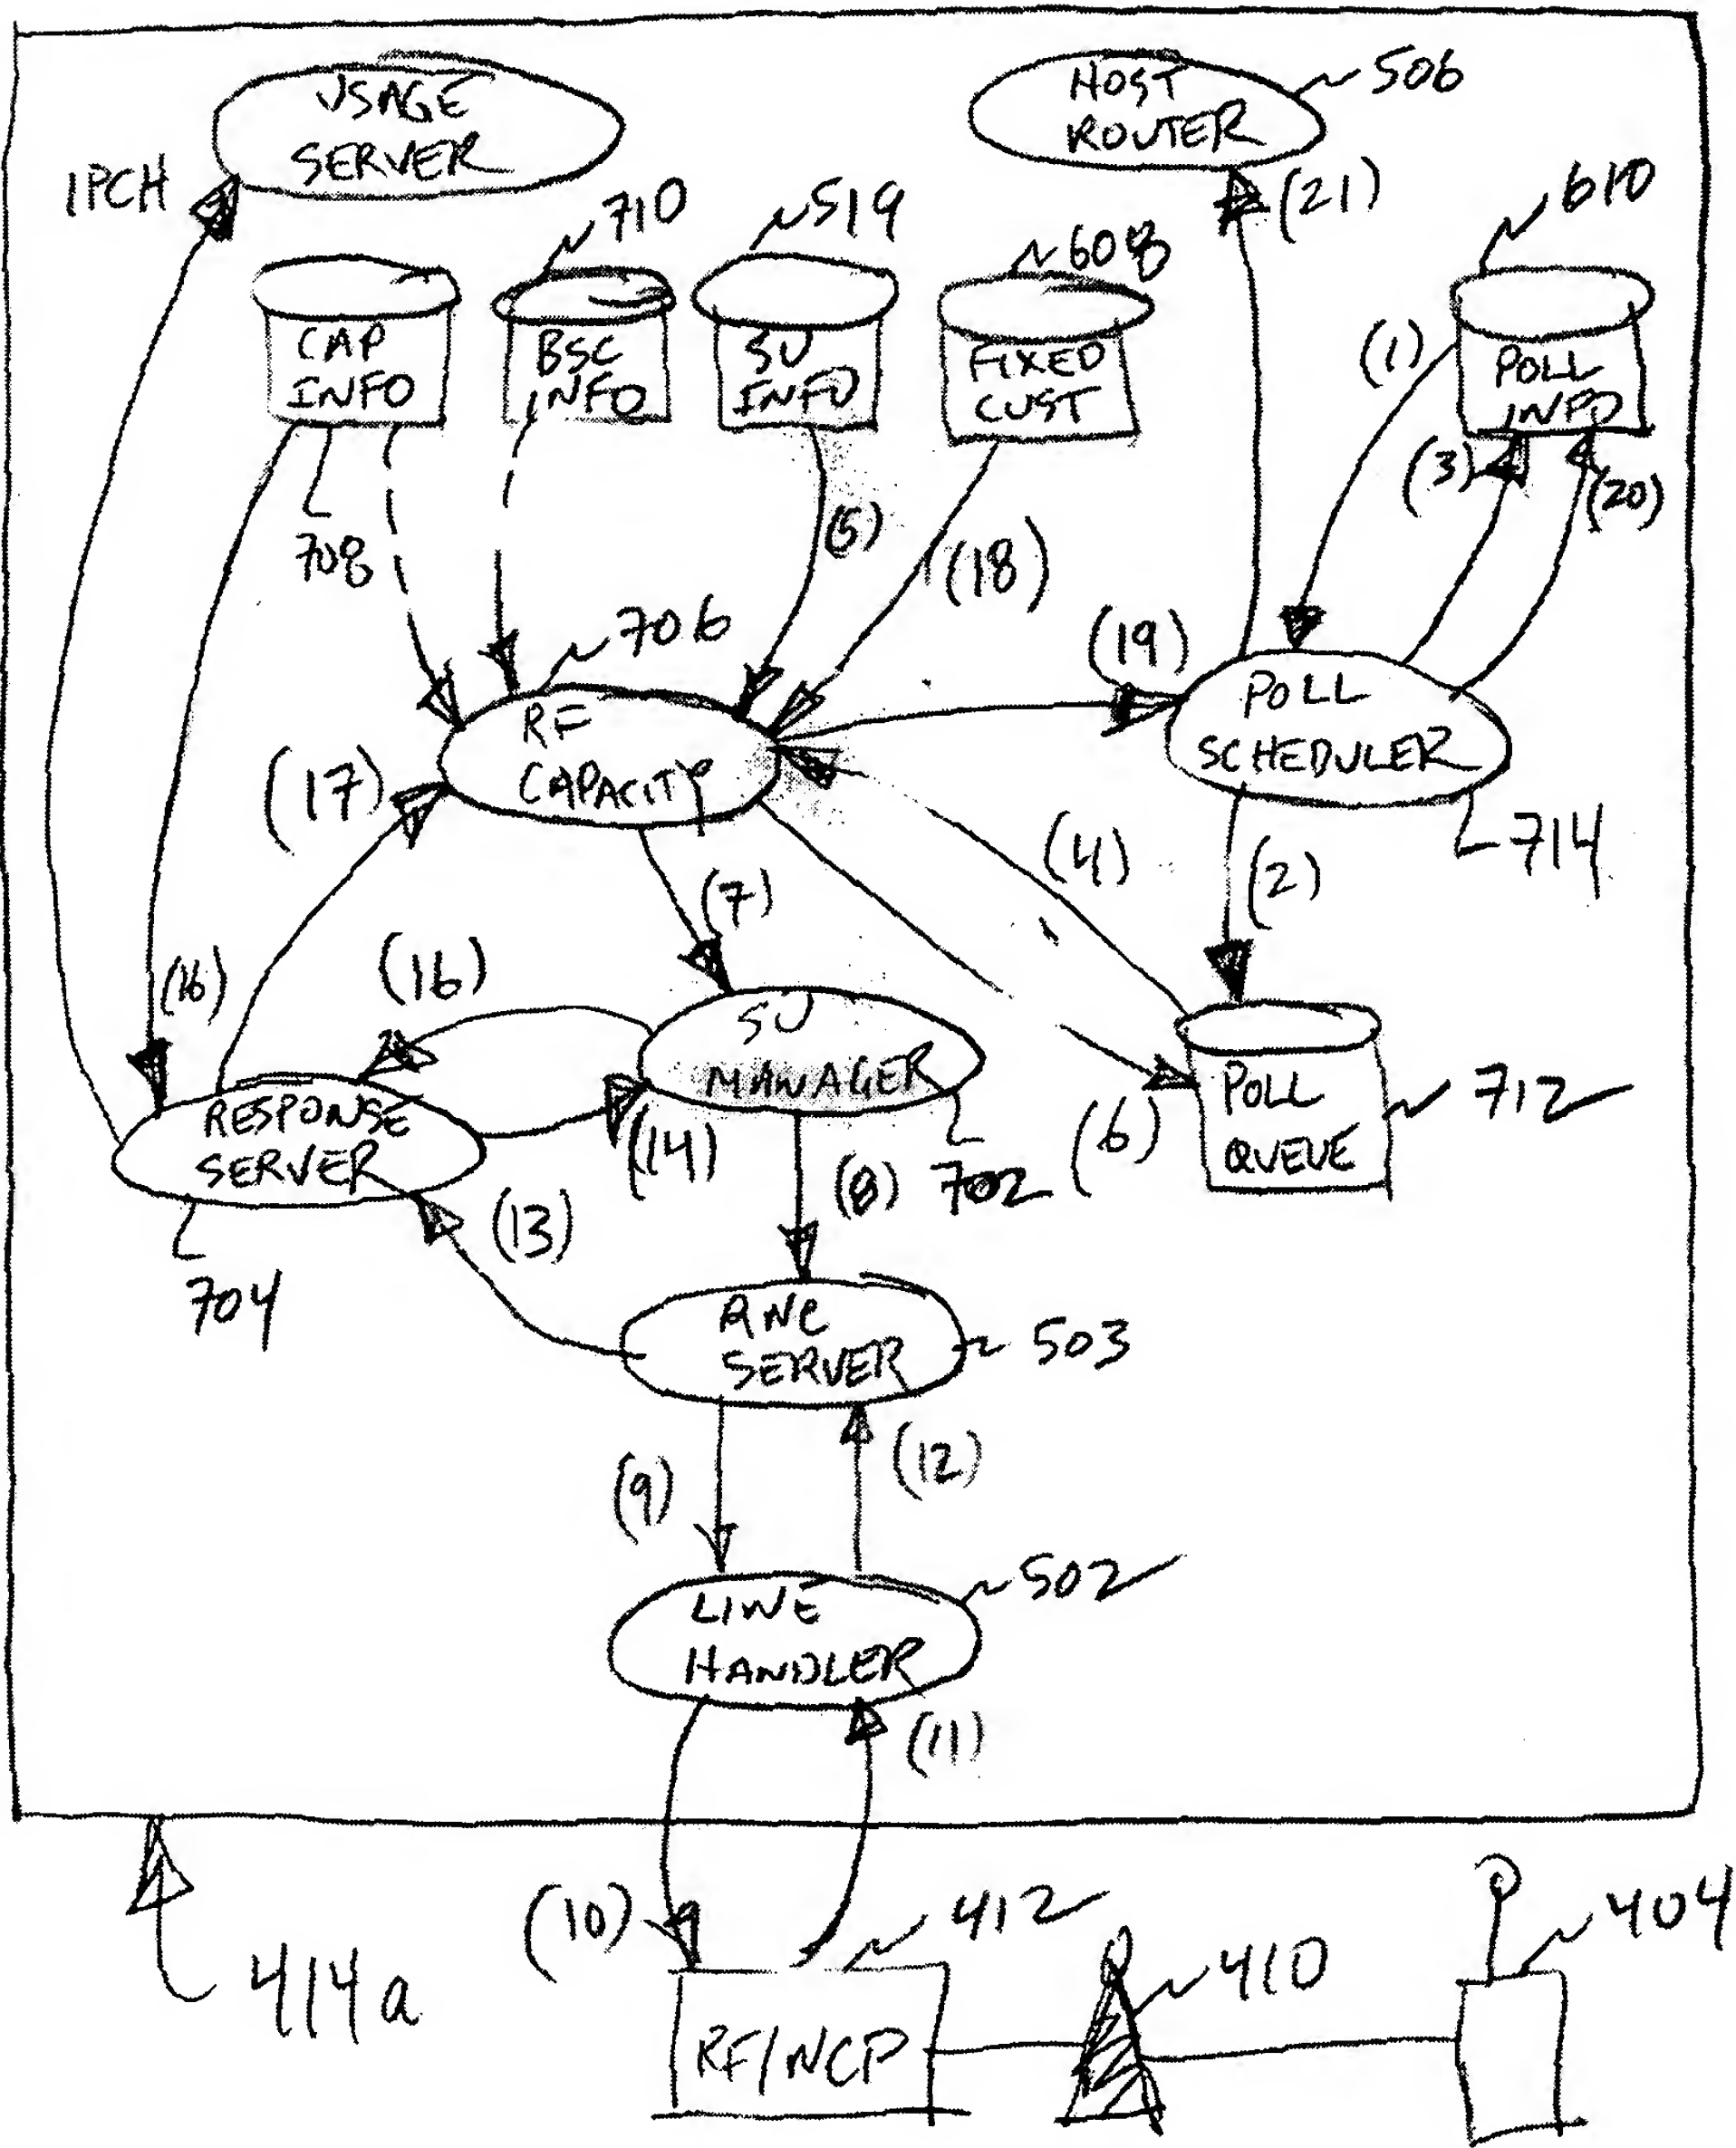 USAGE
SERVER
IPCH
HOST
ROUTER
506
(21)
710
519
608
610
CAP
INFO
BSC
INFO
SU
INFO
FIXED
CUST
(1)
POLL
INFO
(3)
(20)
708
(5)
(18)
706
(19)
RF
CAPACITY
POLL
SCHEDULER
(17)
714
(4)
(2)
(7)
(16)
(16)
SU
MANAGER
RESPONSE
SERVER
(14)
(6)
POLL
QUEUE
712
(8)
702
(13)
704
RNC
SERVER
503
(9)
(12)
LINE
HANDLER
502
(11)
(10)
412
410
404
414a
RF/NCP